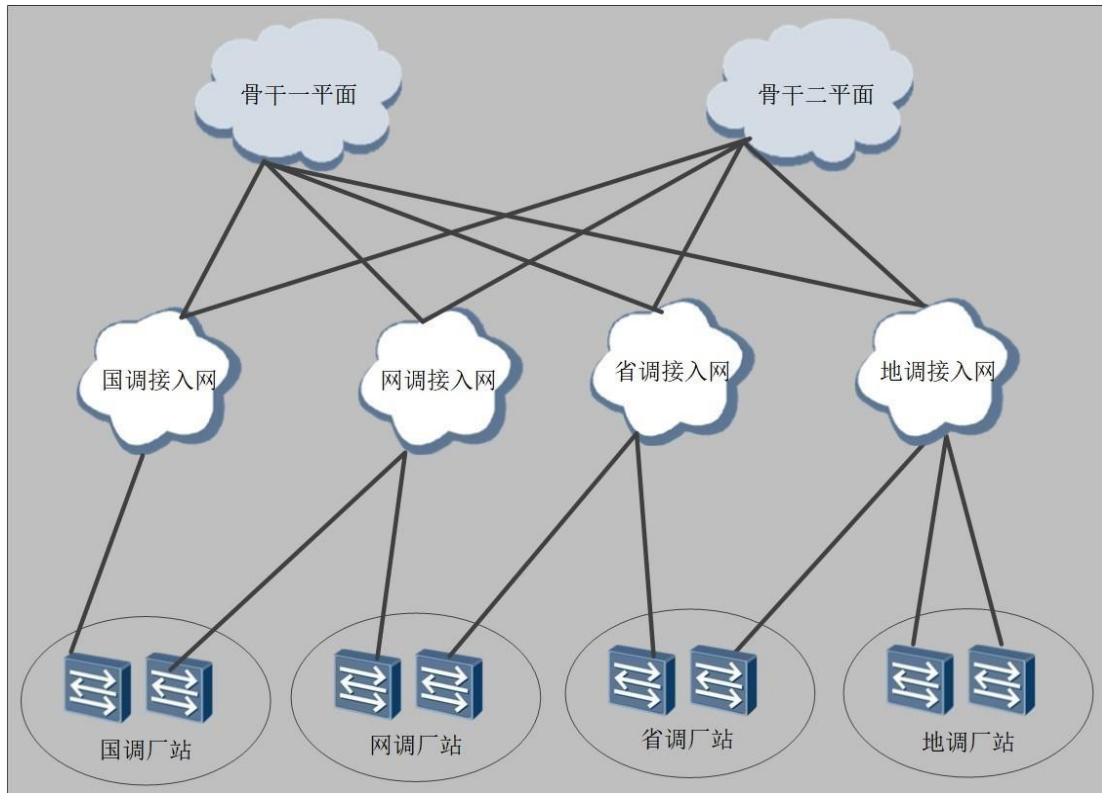 骨干一平面
骨干二平面
国调接入网
网调接入网
省调接入网
地调接入网
国调厂站
网调厂站
省调厂站
地调厂站